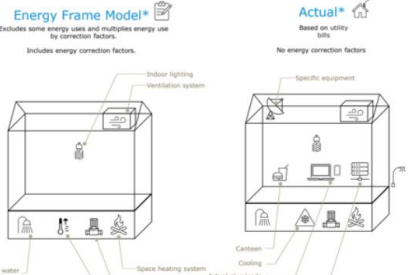 Energy Frame Model*
Excludes some energy uses and multiplies energy use
by correction factors.
Includes energy correction factors.
Indoor lighting
Ventilation system
water
Space heating system
Actual*
Based on utility
bills
No energy correction factors
Specific equipment
Canteen
Cooling